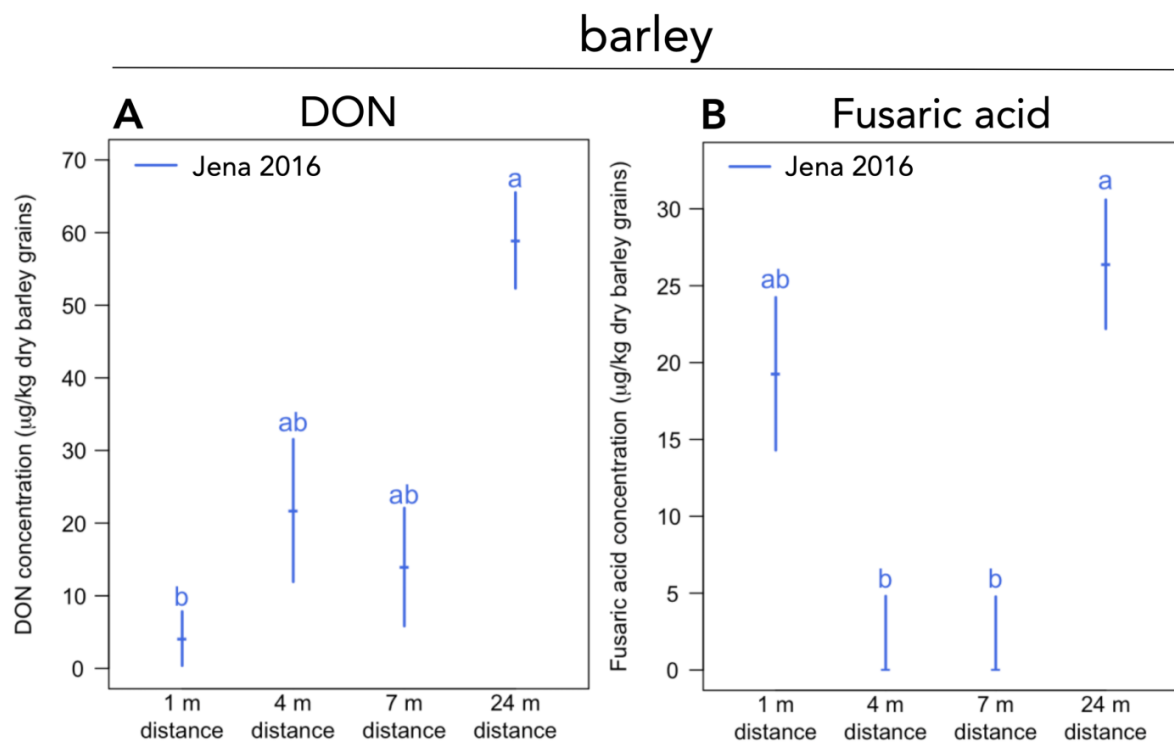 barley
A DON
Jena 2016
DON concentration (µg/kg dry barley grains)
70
60
50
40
30
20
10
0
b
ab
ab
a
1 m distance
4 m distance
7 m distance
24 m distance
B Fusaric acid
Jena 2016
Fusaric acid concentration (µg/kg dry barley grains)
30
25
20
15
10
5
0
ab
b
b
a
1 m distance
4 m distance
7 m distance
24 m distance